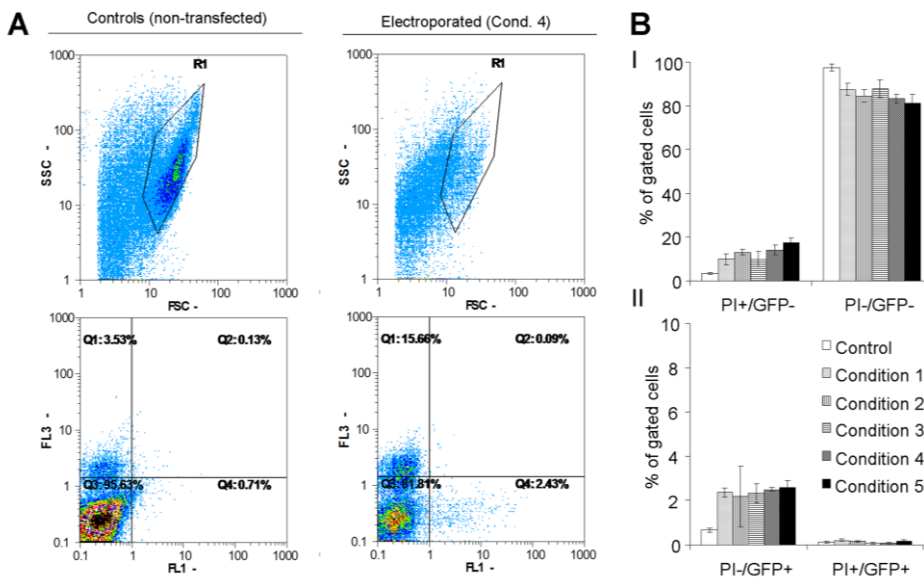 A
Controls (non-transfected)
Electroporated (Cond. 4)
1000
100
10
1
SSC -
R1
1 10 100 1000
FSC -
1000
100
10
1
SSC -
R1
1 10 100 1000
FSC -
1000
100
10
1
0.1
FL3 -
Q1: 3.53% Q2: 0.13%
Q3: 95.63% Q4: 0.71%
0.1 1 10 100 1000
FL1 -
1000
100
10
1
0.1
FL3 -
Q1: 15.66% Q2: 0.09%
Q3: 81.81% Q4: 2.43%
0.1 1 10 100 1000
FL1 -
B
I
100
80
60
40
20
0
% of gated cells
PI+/GFP- PI-/GFP-
II
10
8
6
4
2
0
% of gated cells
Control
Condition 1
Condition 2
Condition 3
Condition 4
Condition 5
PI-/GFP+ PI+/GFP+